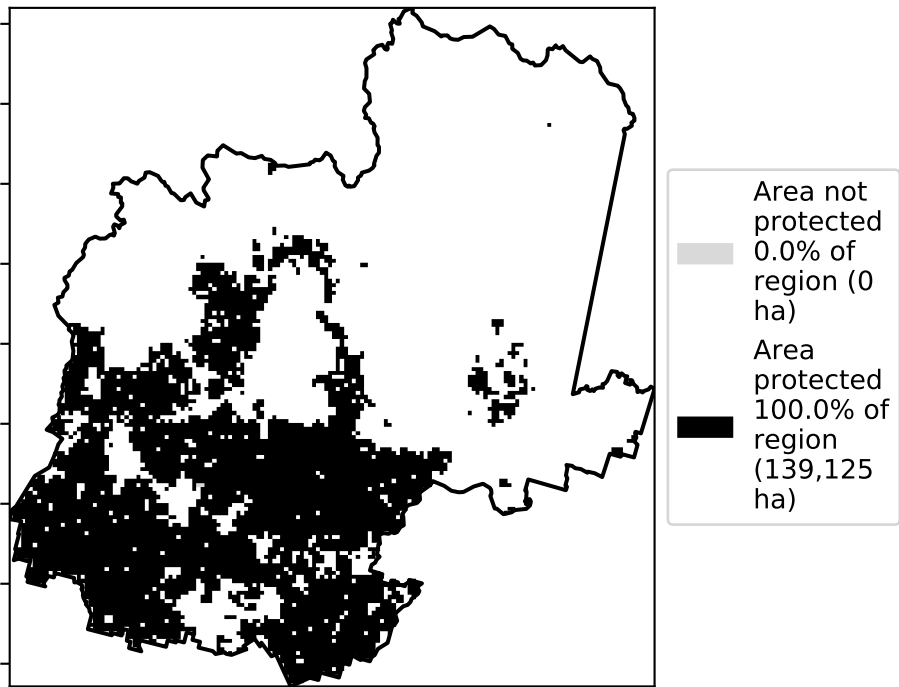 Area not
protected
0.0% of
region (0
ha)
Area
protected
100.0% of
region
(139,125
ha)